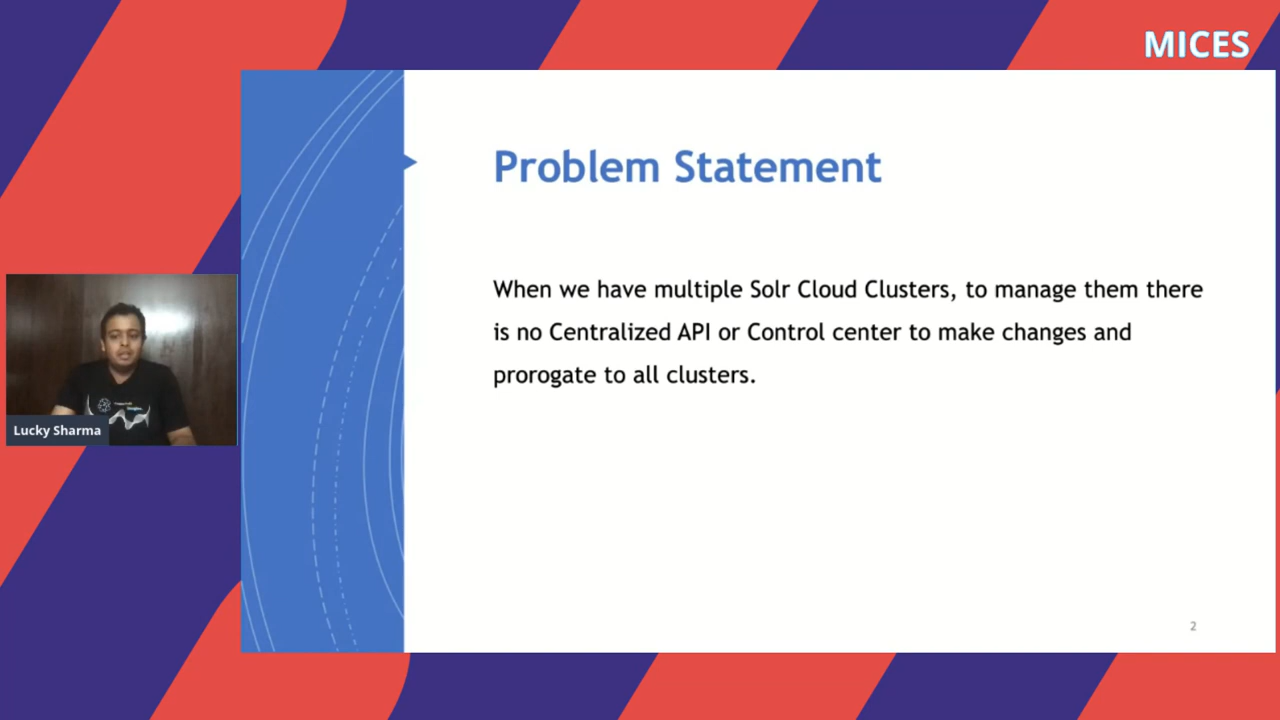 MICES
Problem Statement
When we have multiple Solr Cloud Clusters, to manage them there
is no Centralized API or Control center to make changes and
prorogate to all clusters.
Lucky Sharma
2